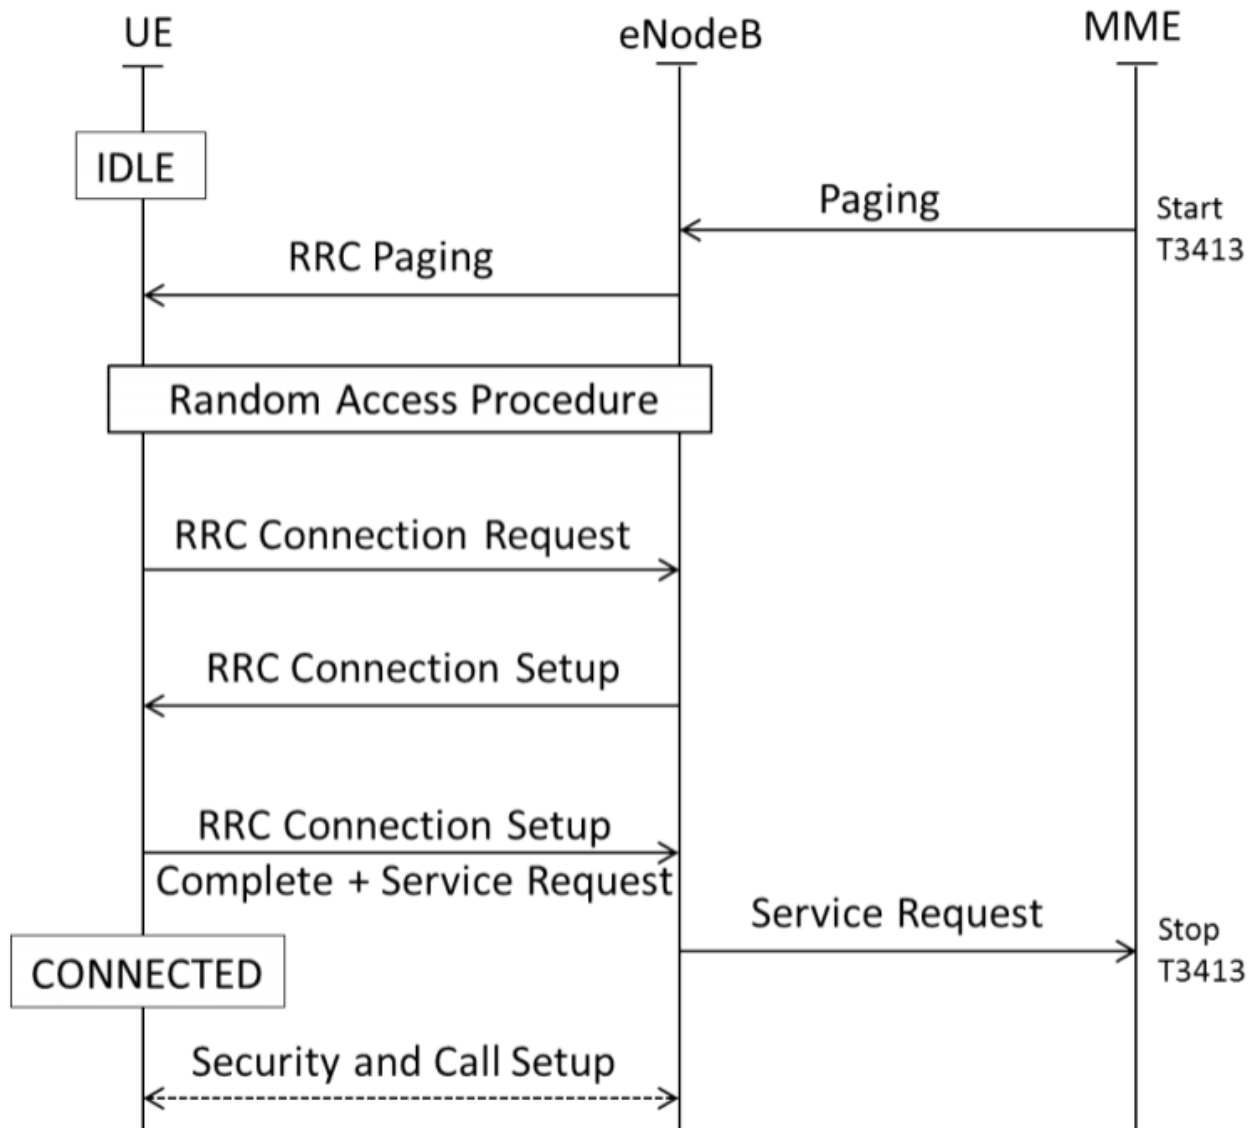 UE
eNodeB
MME
IDLE
Paging
Start
T3413
RRC Paging
Random Access Procedure
RRC Connection Request
RRC Connection Setup
RRC Connection Setup
Complete + Service Request
Service Request
Stop
T3413
CONNECTED
Security and Call Setup